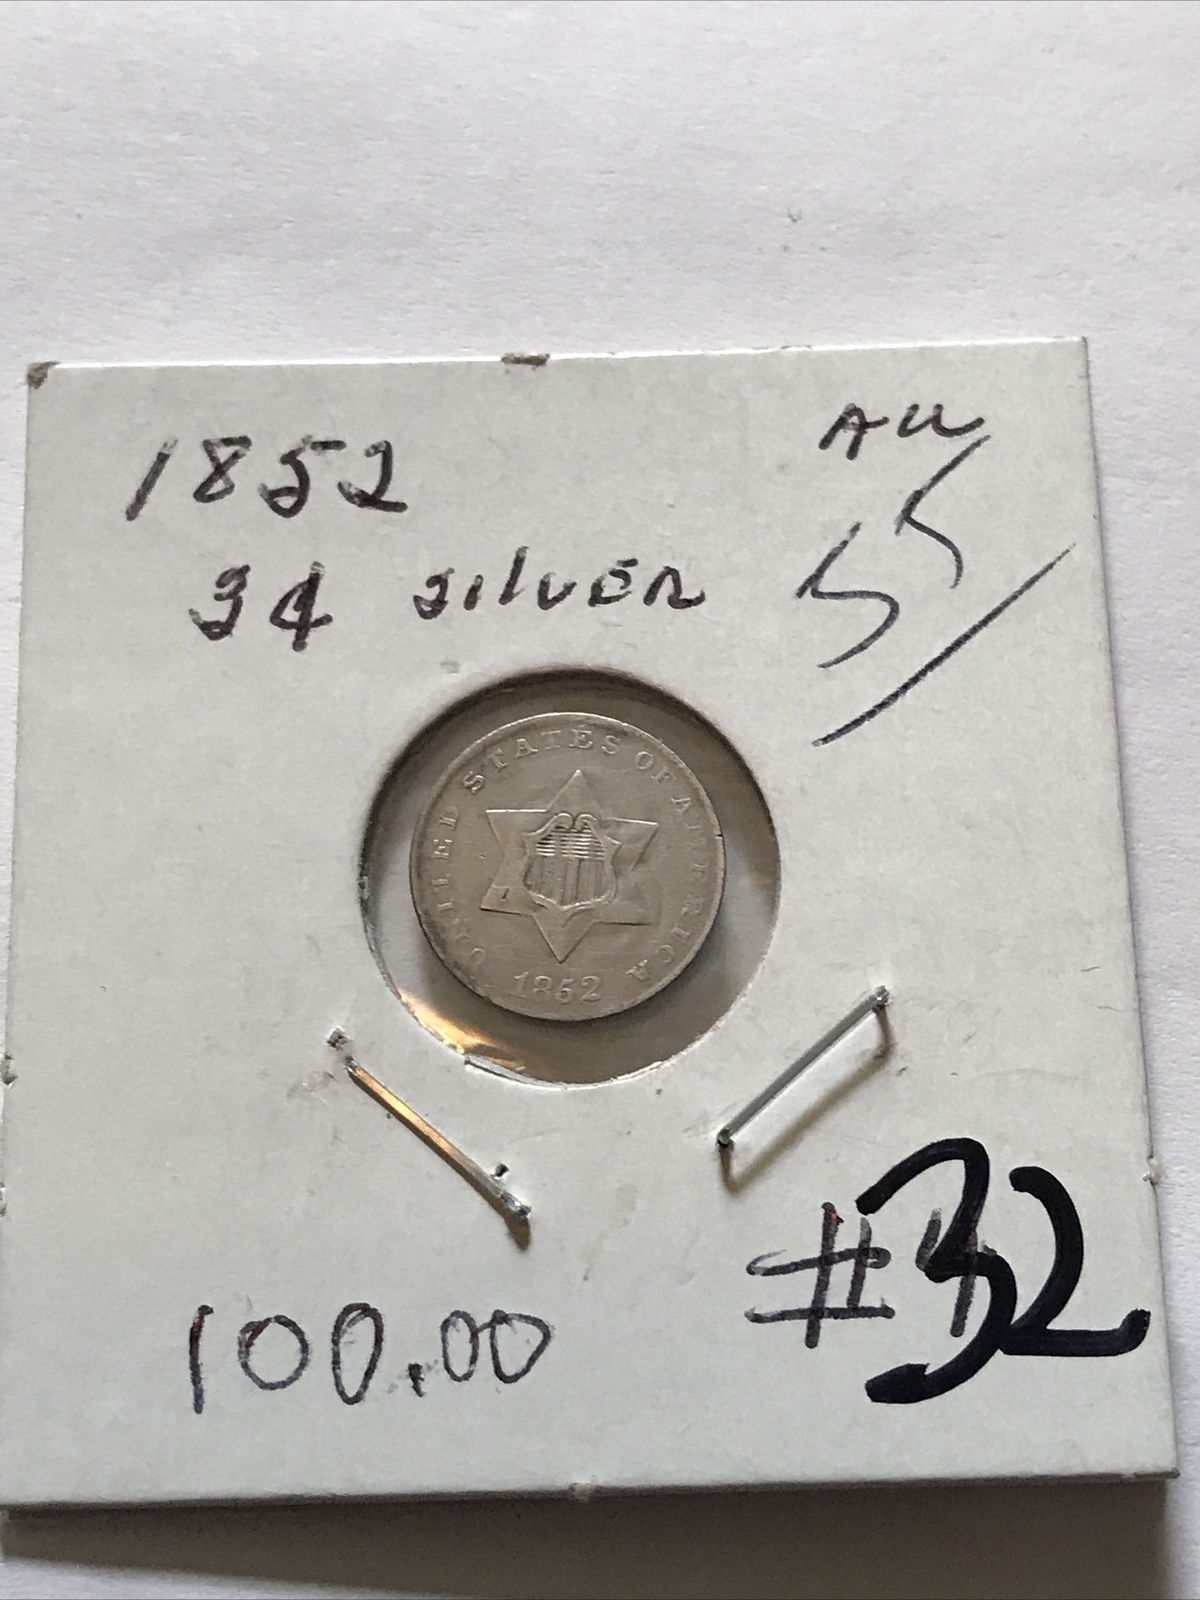 1852
AU
55
3¢ SILVER
UNITED STATES OF AMERICA
1852
100.00
#32